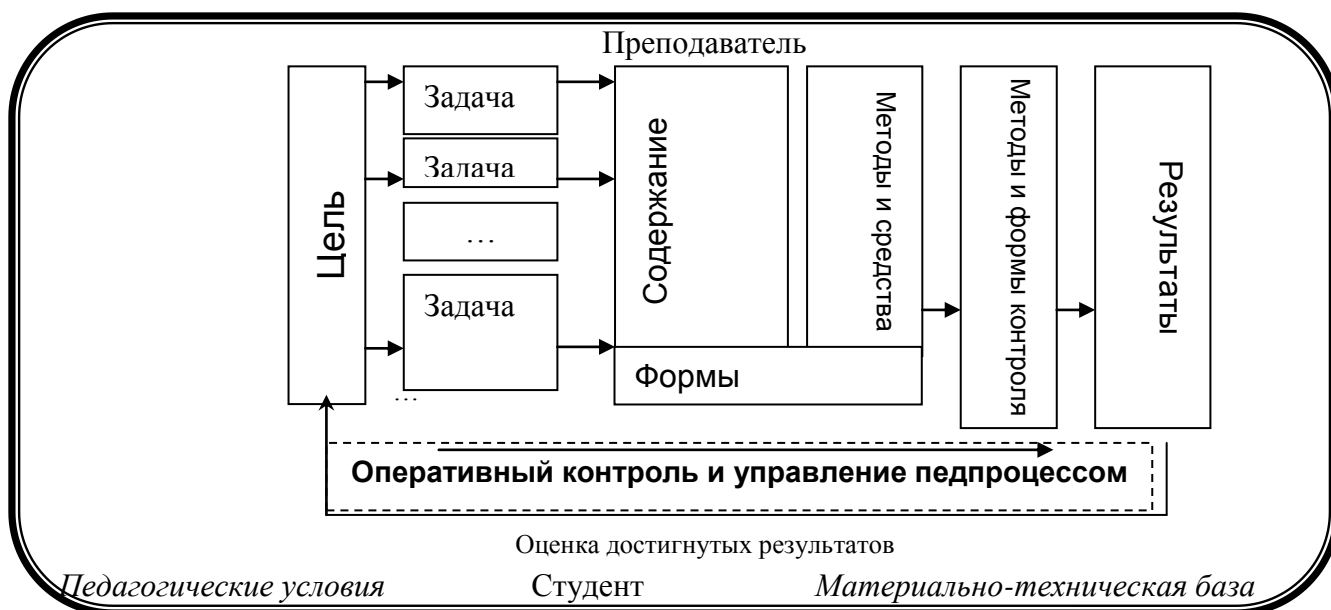 Преподаватель
Цель
Задача
Залача
…
Задача
…
Содержание
Формы
Методы и средства
Методы и формы контроля
Результаты
Оперативный контроль и управление педпроцессом
Оценка достигнутых результатов
Педагогические условия
Студент
Материально-техническая база